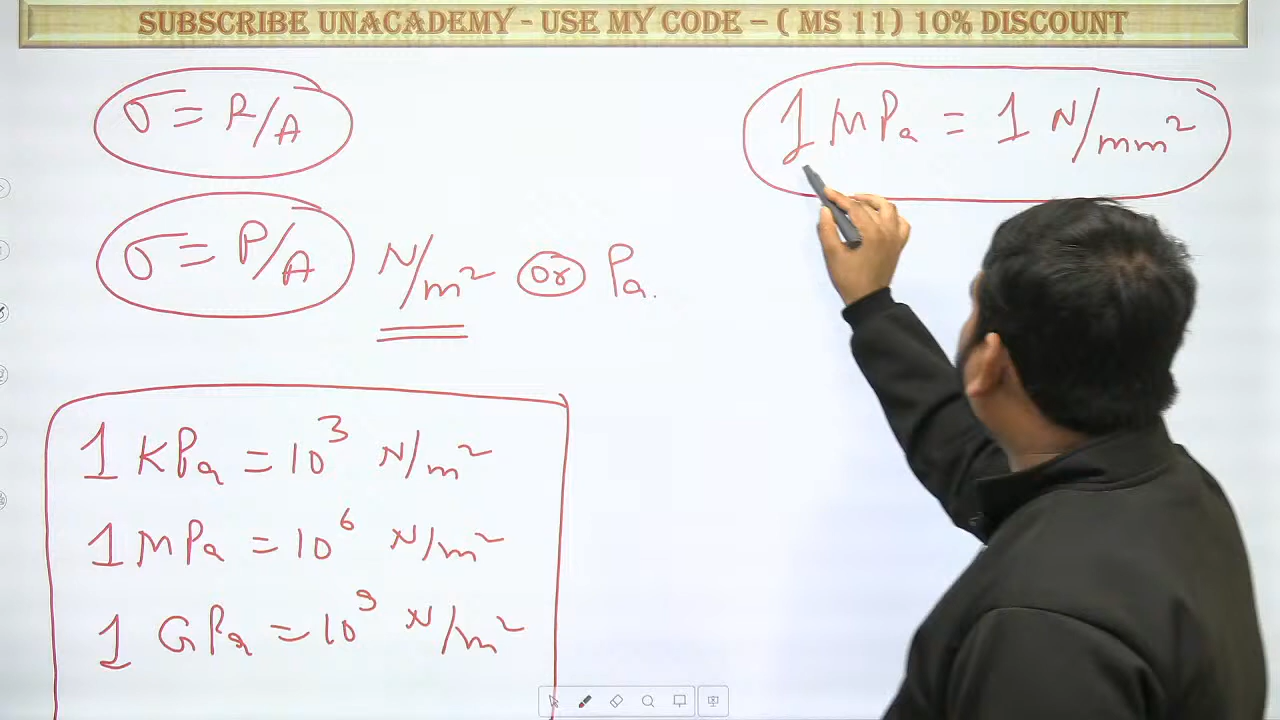 SUBSCRIBE UNACADEMY - USE MY CODE – ( MS 11) 10% DISCOUNT
σ = R/A
1 MPa = 1 N/mm²
σ = P/A N/m² or Pa.
1 KPa = 10³ N/m²
1 MPa = 10⁶ N/m²
1 GPa = 10⁹ N/m²